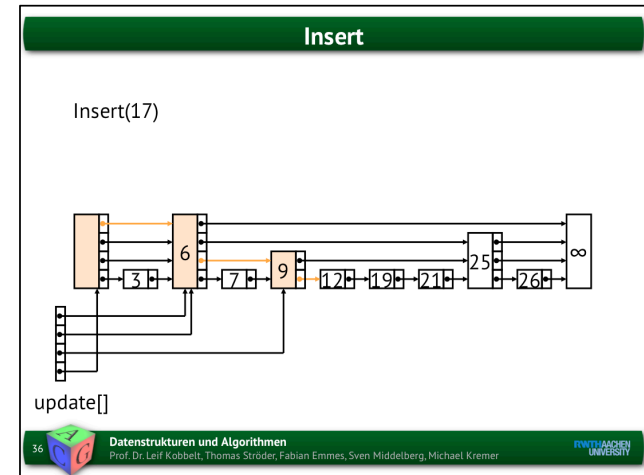 Insert
Insert(17)
6
∞
9
25
3
7
12
19
21
26
update[]
36
Datenstrukturen und Algorithmen
Prof. Dr. Leif Kobbelt, Thomas Ströder, Fabian Emmes, Sven Middelberg, Michael Kremer
A
C
G
RWTHAACHEN
UNIVERSITY